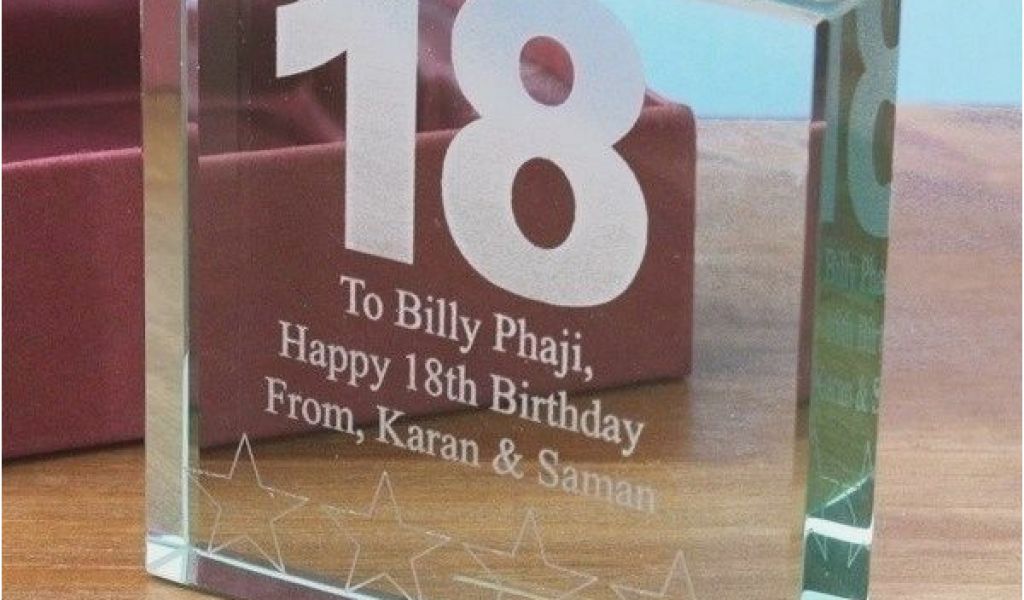 18
To Billy Phaji,
Happy 18th Birthday
From, Karan & Saman